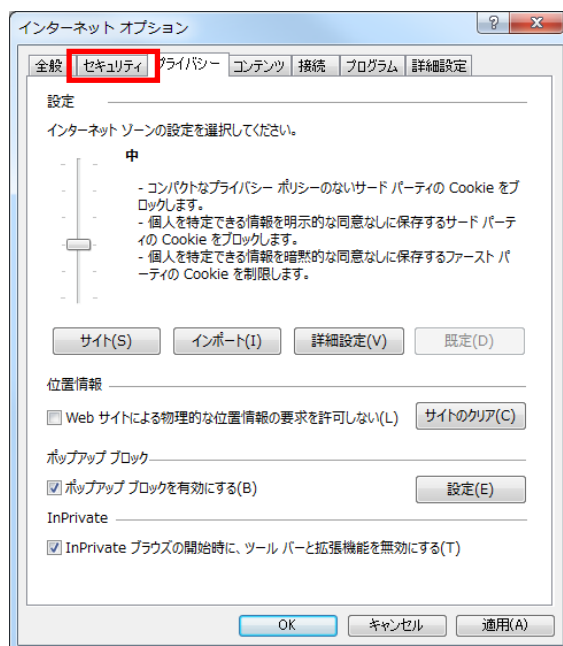 インターネット オプション
全般 セキュリティ プライバシー コンテンツ 接続 プログラム 詳細設定
設定
インターネット ゾーンの設定を選択してください。
中
- コンパクトなプライバシー ポリシーのないサード パーティの Cookie をブ
ロックします。
- 個人を特定できる情報を明示的な同意なしに保存するサード パーテ
ィの Cookie をブロックします。
- 個人を特定できる情報を暗黙的な同意なしに保存するファースト パ
ーティの Cookie を制限します。
サイト(S) インポート(I) 詳細設定(V) 既定(D)
位置情報
Web サイトによる物理的な位置情報の要求を許可しない(L) サイトのクリア(C)
ポップアップ ブロック
ポップアップ ブロックを有効にする(B) 設定(E)
InPrivate
InPrivate ブラウズの開始時に、ツール バーと拡張機能を無効にする(T)
OK キャンセル 適用(A)